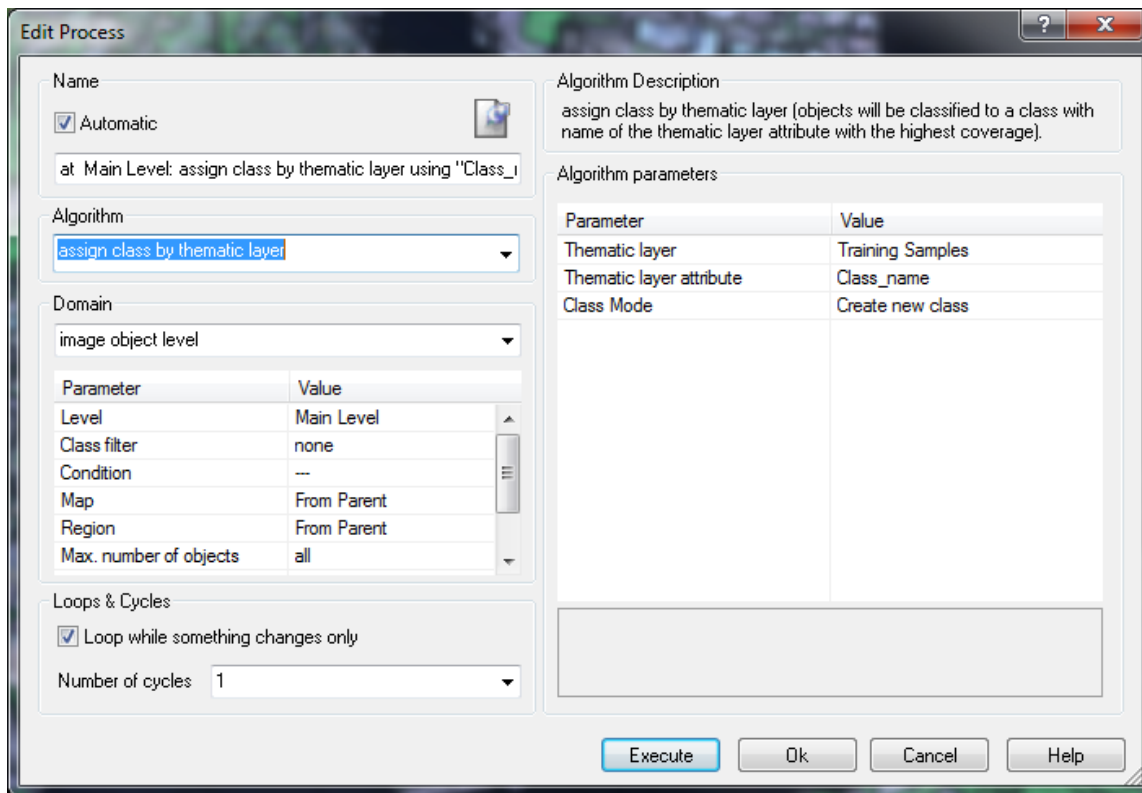 Edit Process
?
X
Name
Automatic
at Main Level: assign class by thematic layer using "Class_
Algorithm
assign class by thematic layer
Domain
image object level
Parameter Value
Level Main Level
Class filter none
Condition ---
Map From Parent
Region From Parent
Max. number of objects all
Loops & Cycles
Loop while something changes only
Number of cycles 1
Algorithm Description
assign class by thematic layer (objects will be classified to a class with
name of the thematic layer attribute with the highest coverage).
Algorithm parameters
Parameter Value
Thematic layer Training Samples
Thematic layer attribute Class_name
Class Mode Create new class
Execute Ok Cancel Help